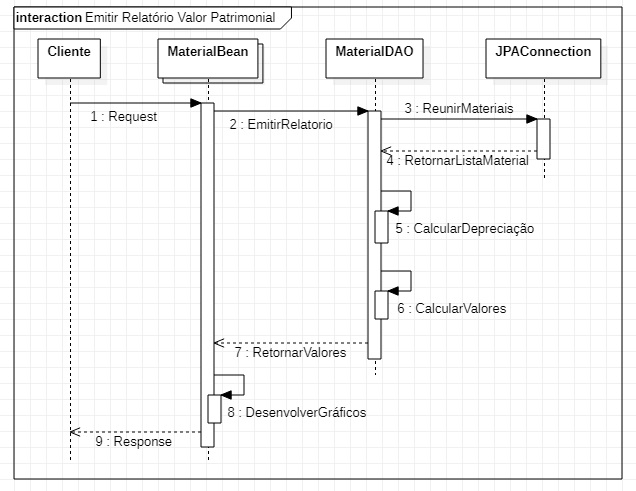 interaction Emitir Relatório Valor Patrimonial
Cliente
MaterialBean
MaterialDAO
JPAConnection
1 : Request
2 : EmitirRelatorio
3 : ReunirMateriais
4 : RetornarListaMaterial
5 : CalcularDepreciação
6 : CalcularValores
7 : RetornarValores
8 : DesenvolverGráficos
9 : Response